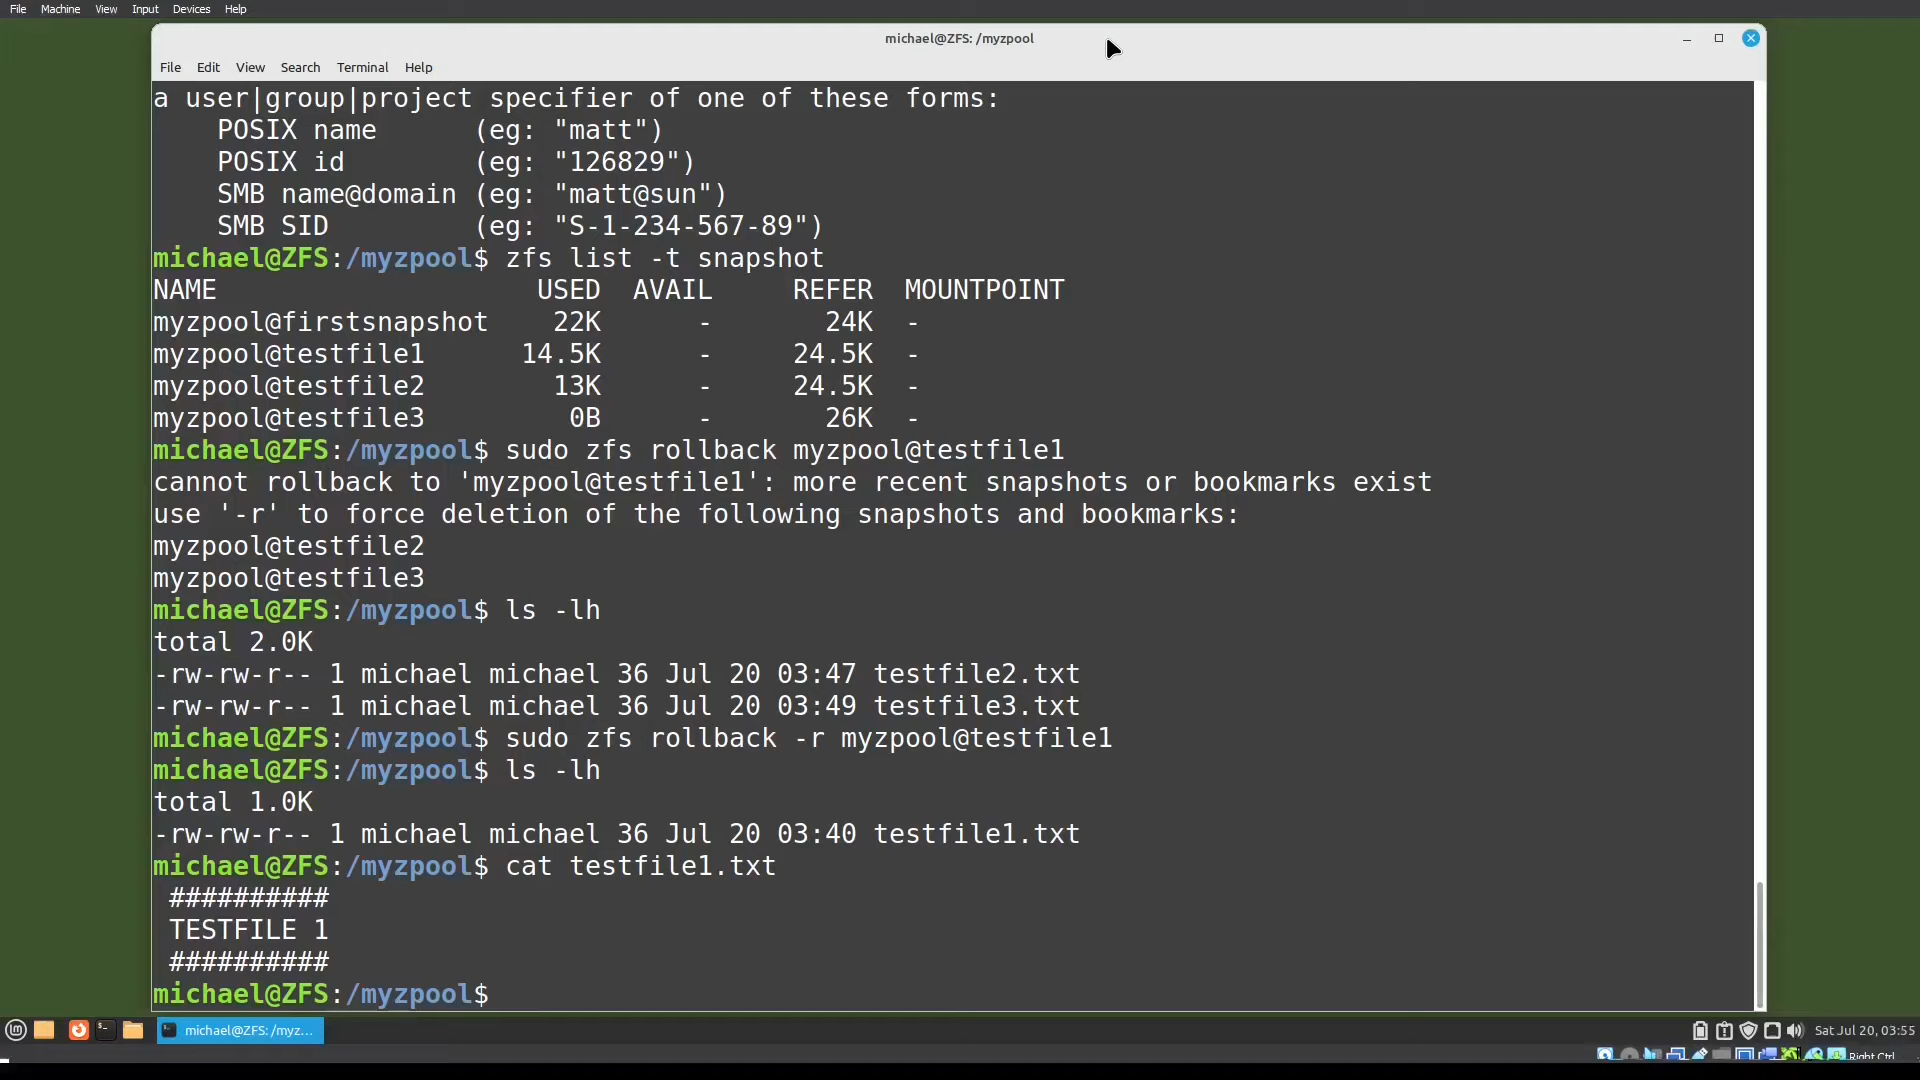 File Machine View Input Devices Help
michael@ZFS: /myzpool
File Edit View Search Terminal Help
a user|group|project specifier of one of these forms:
    POSIX name      (eg: "matt")
    POSIX id        (eg: "126829")
    SMB name@domain (eg: "matt@sun")
    SMB SID         (eg: "S-1-234-567-89")
michael@ZFS:/myzpool$ zfs list -t snapshot
NAME                    USED  AVAIL     REFER  MOUNTPOINT
myzpool@firstsnapshot    22K      -       24K  -
myzpool@testfile1      14.5K      -     24.5K  -
myzpool@testfile2        13K      -     24.5K  -
myzpool@testfile3         0B      -       26K  -
michael@ZFS:/myzpool$ sudo zfs rollback myzpool@testfile1
cannot rollback to 'myzpool@testfile1': more recent snapshots or bookmarks exist
use '-r' to force deletion of the following snapshots and bookmarks:
myzpool@testfile2
myzpool@testfile3
michael@ZFS:/myzpool$ ls -lh
total 2.0K
-rw-rw-r-- 1 michael michael 36 Jul 20 03:47 testfile2.txt
-rw-rw-r-- 1 michael michael 36 Jul 20 03:49 testfile3.txt
michael@ZFS:/myzpool$ sudo zfs rollback -r myzpool@testfile1
michael@ZFS:/myzpool$ ls -lh
total 1.0K
-rw-rw-r-- 1 michael michael 36 Jul 20 03:40 testfile1.txt
michael@ZFS:/myzpool$ cat testfile1.txt
 ##########
 TESTFILE 1
 ##########
michael@ZFS:/myzpool$
michael@ZFS: /myz...
Sat Jul 20, 03:55
Right Ctrl